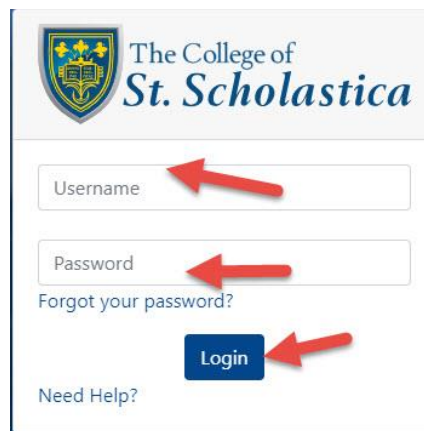 The College of
St. Scholastica
Username
Password
Forgot your password?
Login
Need Help?